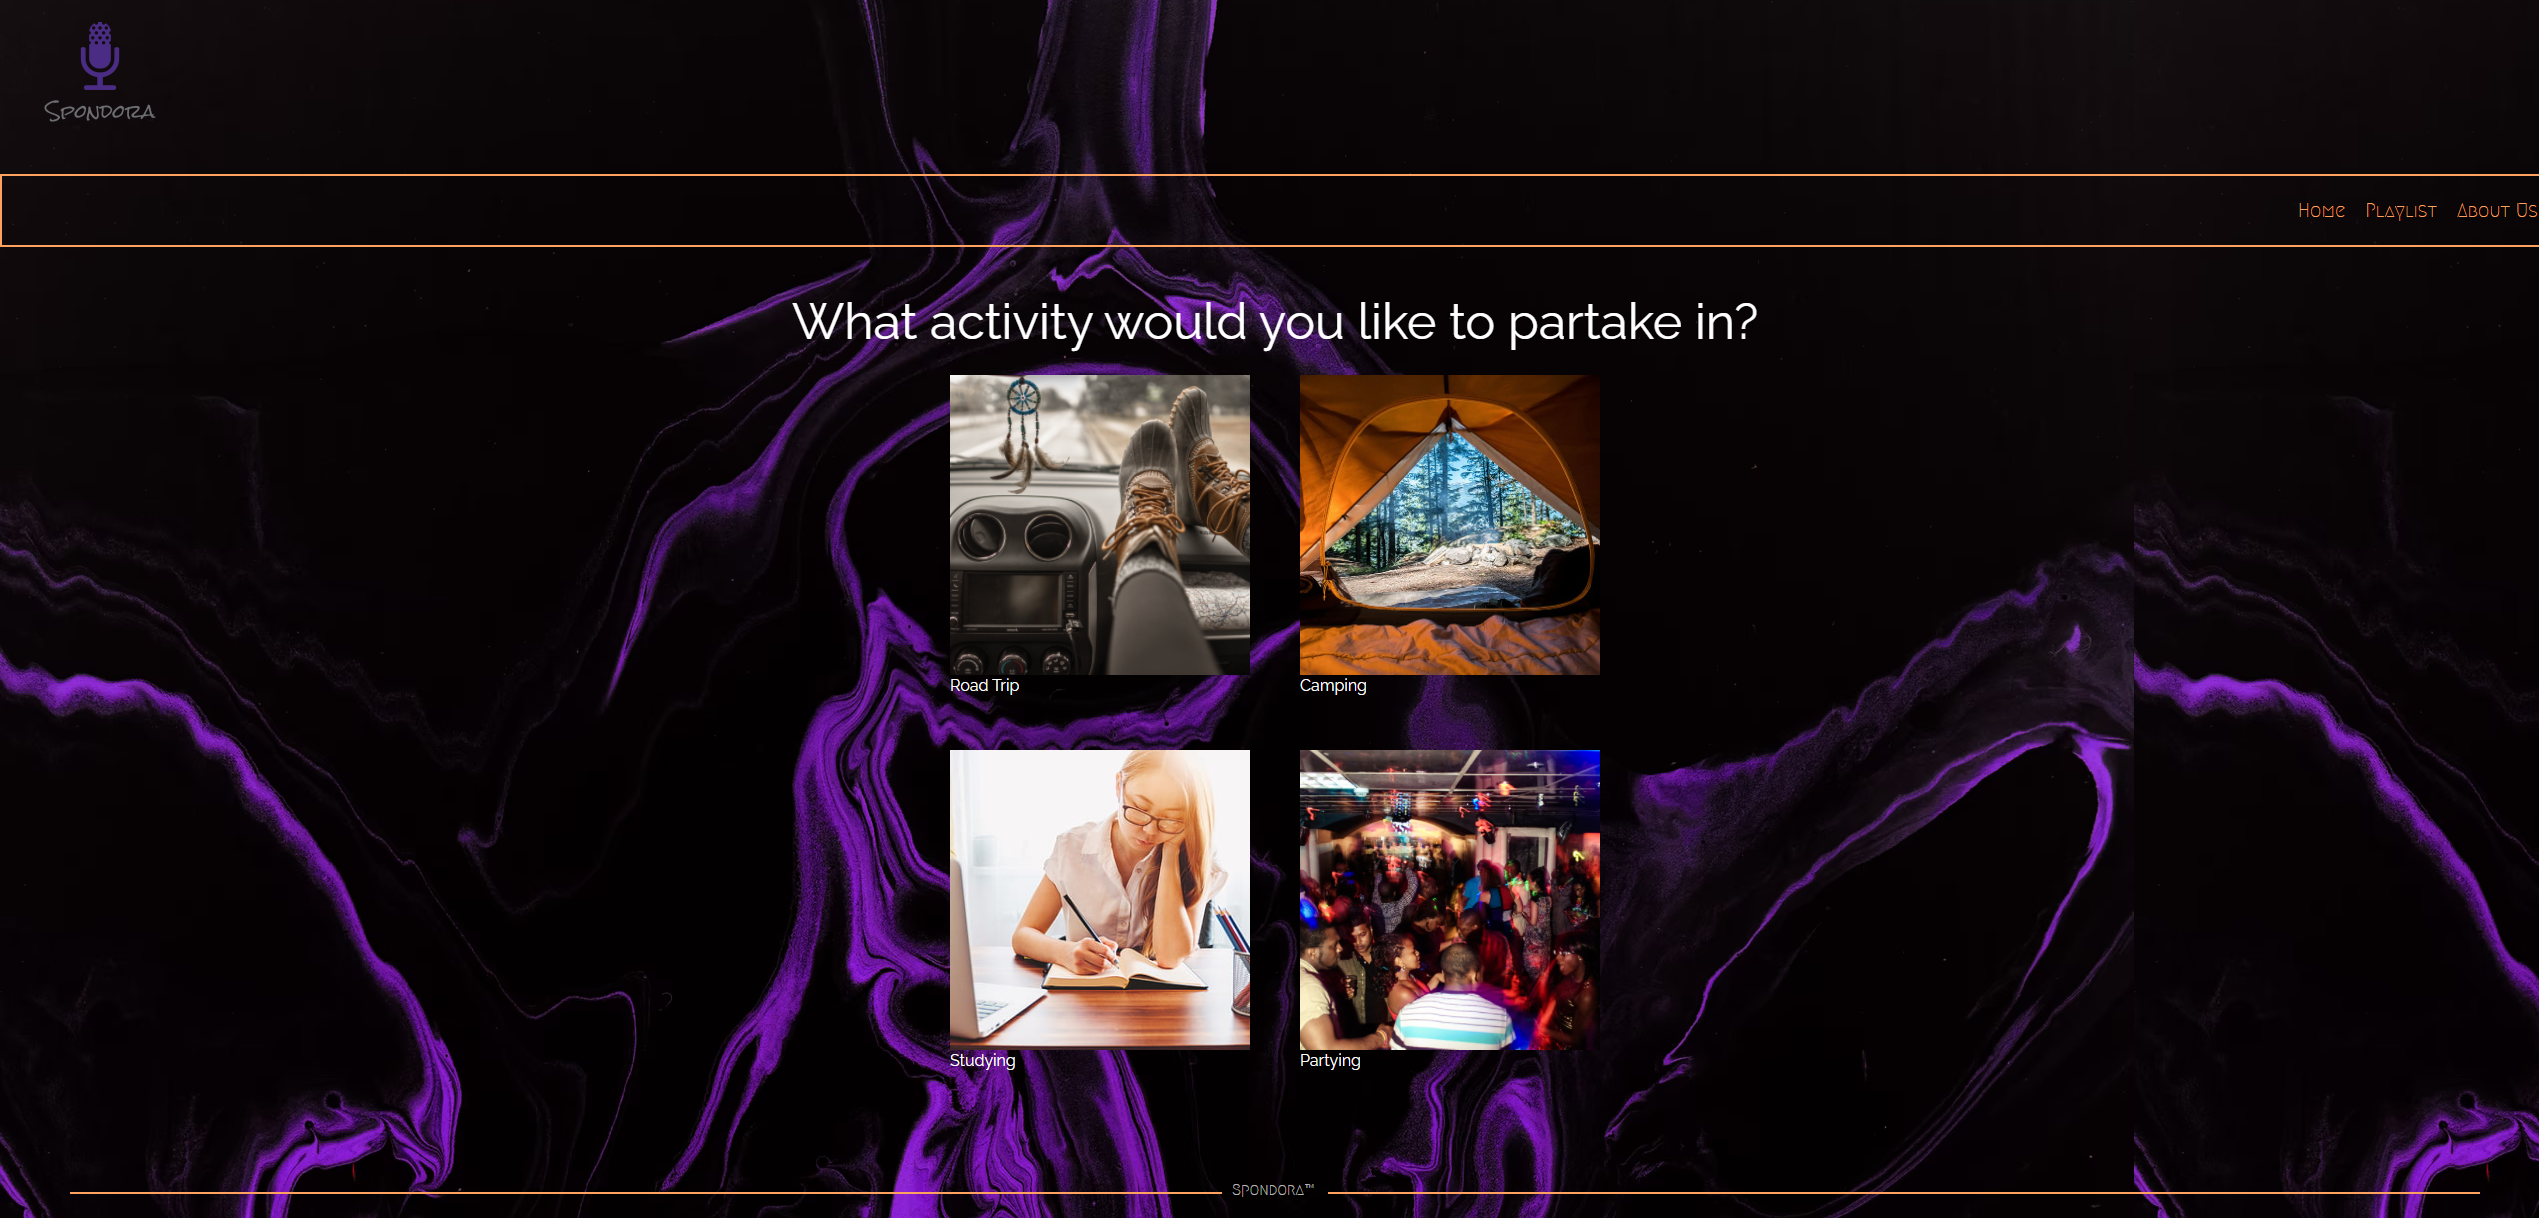 Spondora
Home Playlist About Us
What activity would you like to partake in?
Road Trip
Camping
Studying
Partying
Spondora™